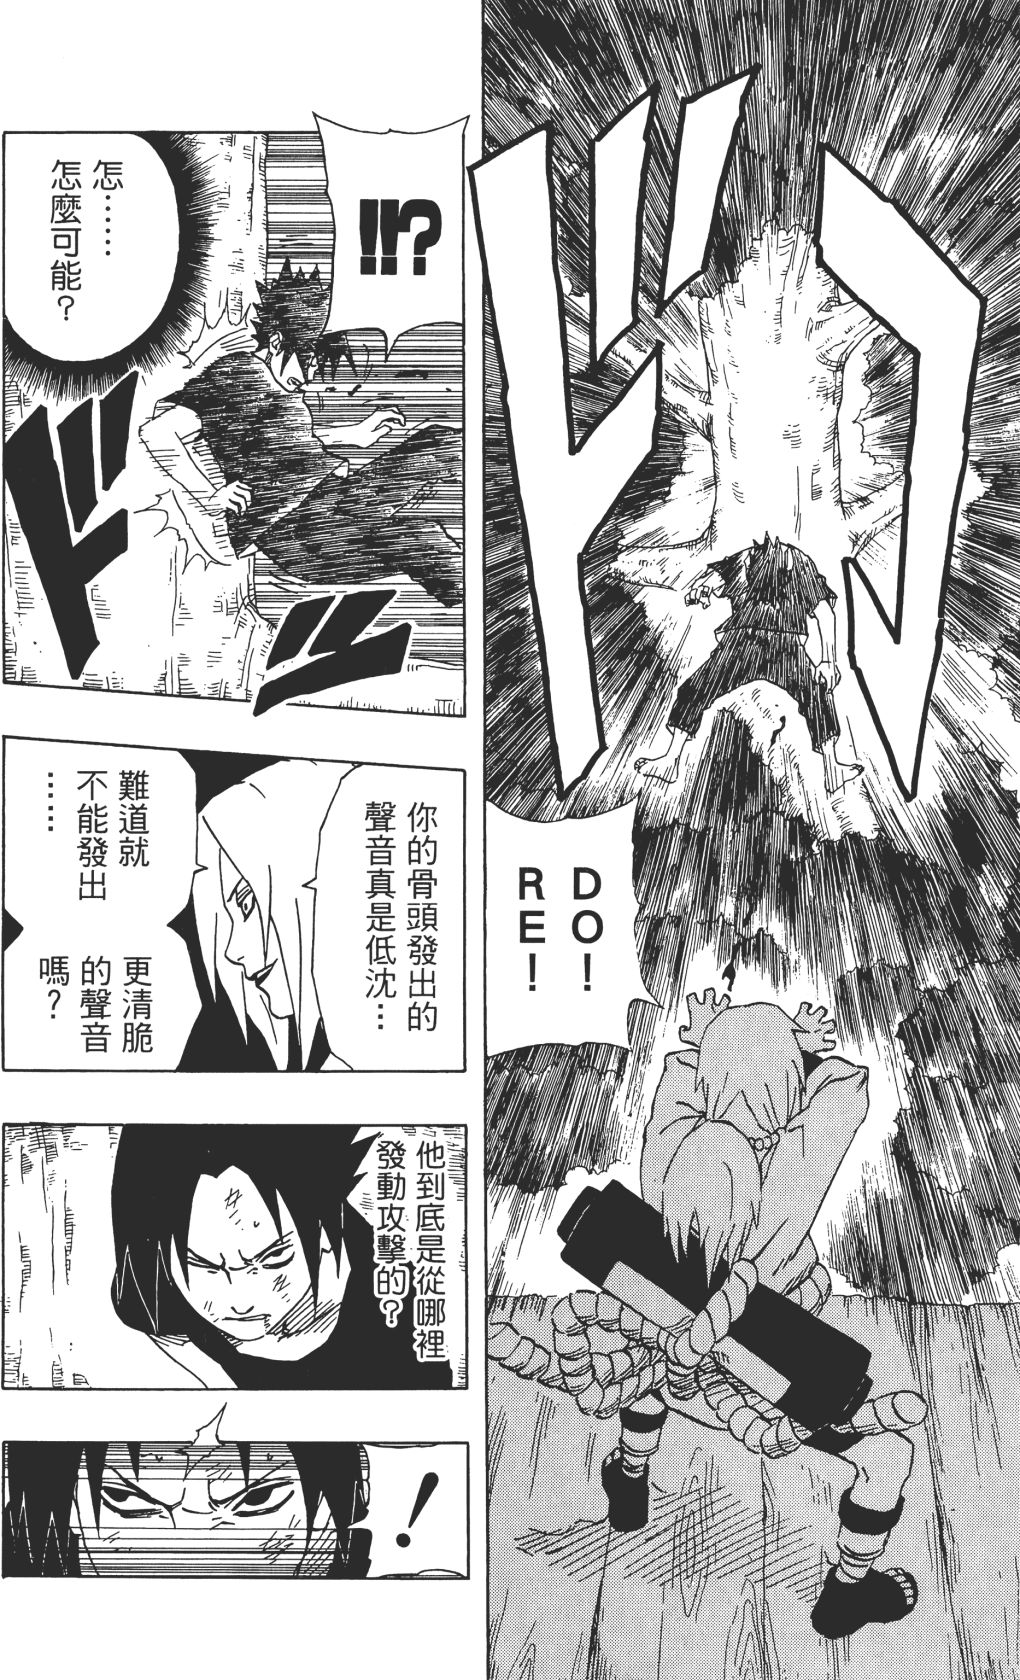 ドク
DO!
RE!
!!?
怎……
怎麼可能？
ドン
你的骨頭發出的
聲音真是低沈…
難道就
不能發出
……
更清脆
的聲音
嗎？
他到底是從哪裡
發動攻擊的？
！